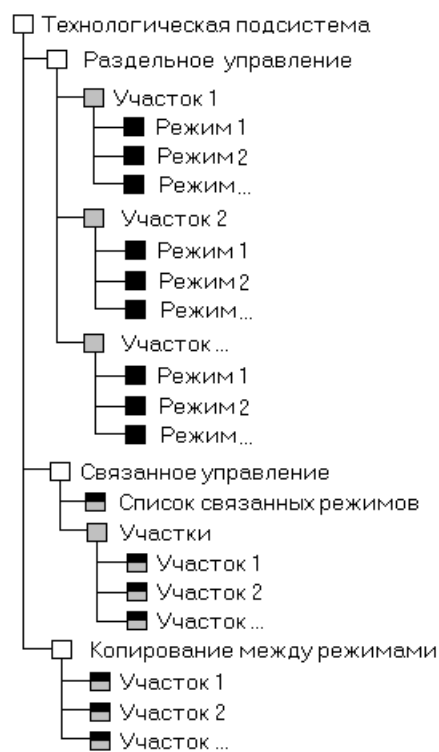 Технологическая подсистема
Раздельное управление
Участок 1
Режим 1
Режим 2
Режим...
Участок 2
Режим 1
Режим 2
Режим...
Участок ...
Режим 1
Режим 2
Режим...
Связанное управление
Список связанных режимов
Участки
Участок 1
Участок 2
Участок ...
Копирование между режимами
Участок 1
Участок 2
Участок ...